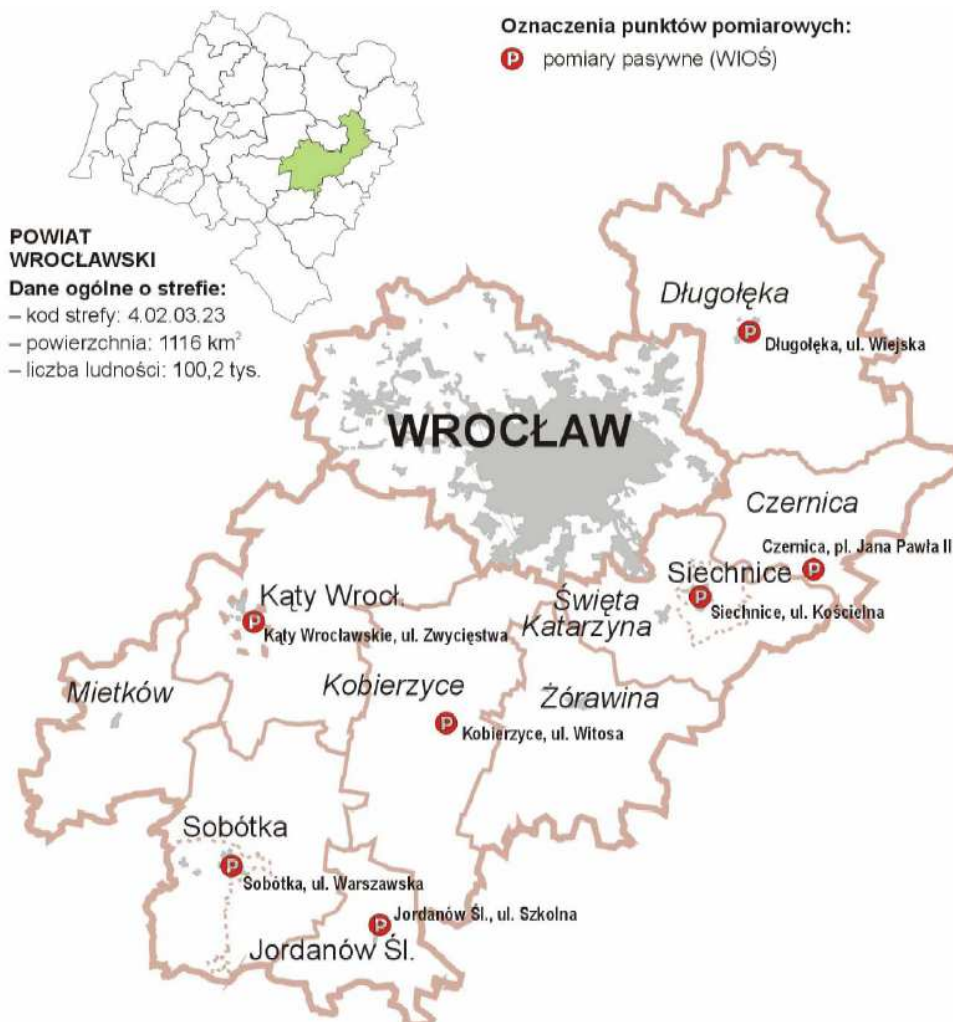 Oznaczenia punktów pomiarowych:
P pomiary pasywne (WIOŚ)
POWIAT
WROCŁAWSKI
Dane ogólne o strefie:
– kod strefy: 4.02.03.23
– powierzchnia: 1116 km²
– liczba ludności: 100,2 tys.
Długołęka
P
Długołęka, ul. Wiejska
WROCŁAW
Czernica
Czernica, pl. Jana Pawła II
P
Siechnice
P
Siechnice, ul. Kościelna
Święta
Katarzyna
Kąty Wrocł.
P
Kąty Wrocławskie, ul. Zwycięstwa
Mietków
Kobierzyce
P
Kobierzyce, ul. Witosa
Żórawina
Sobótka
P
Sobótka, ul. Warszawska
Jordanów Śl., ul. Szkolna
P
Jordanów Śl.